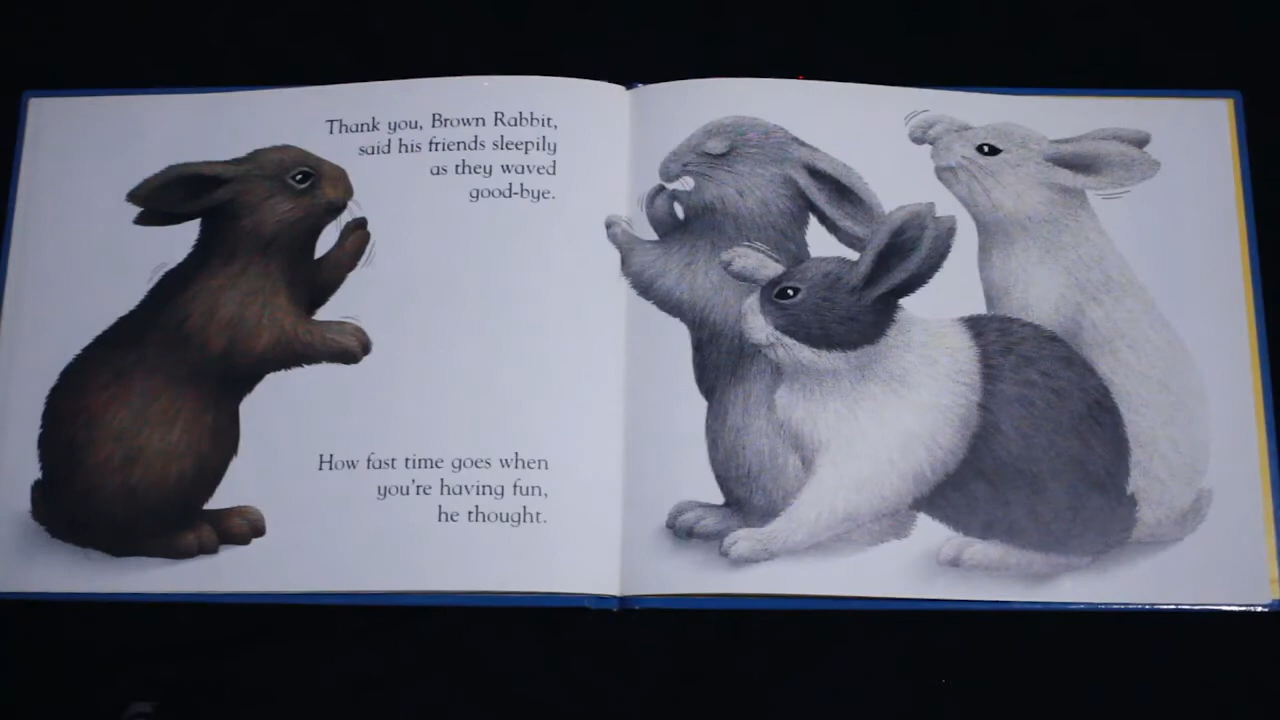 Thank you, Brown Rabbit,
said his friends sleepily
as they waved
good-bye.
How fast time goes when
you're having fun,
he thought.